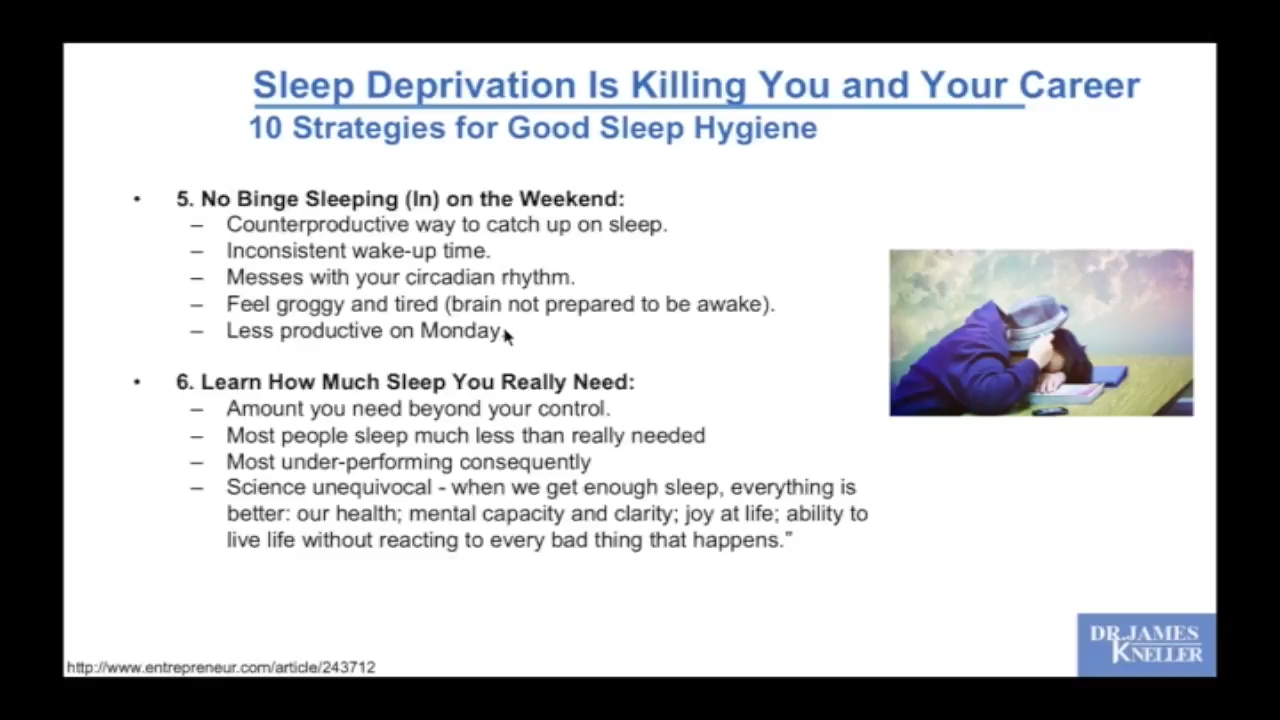 Sleep Deprivation Is Killing You and Your Career
10 Strategies for Good Sleep Hygiene
• 5. No Binge Sleeping (In) on the Weekend:
– Counterproductive way to catch up on sleep.
– Inconsistent wake-up time.
– Messes with your circadian rhythm.
– Feel groggy and tired (brain not prepared to be awake).
– Less productive on Monday.
• 6. Learn How Much Sleep You Really Need:
– Amount you need beyond your control.
– Most people sleep much less than really needed
– Most under-performing consequently
– Science unequivocal - when we get enough sleep, everything is
better: our health; mental capacity and clarity; joy at life; ability to
live life without reacting to every bad thing that happens.”
http://www.entrepreneur.com/article/243712
DR.JAMES
KNELLER